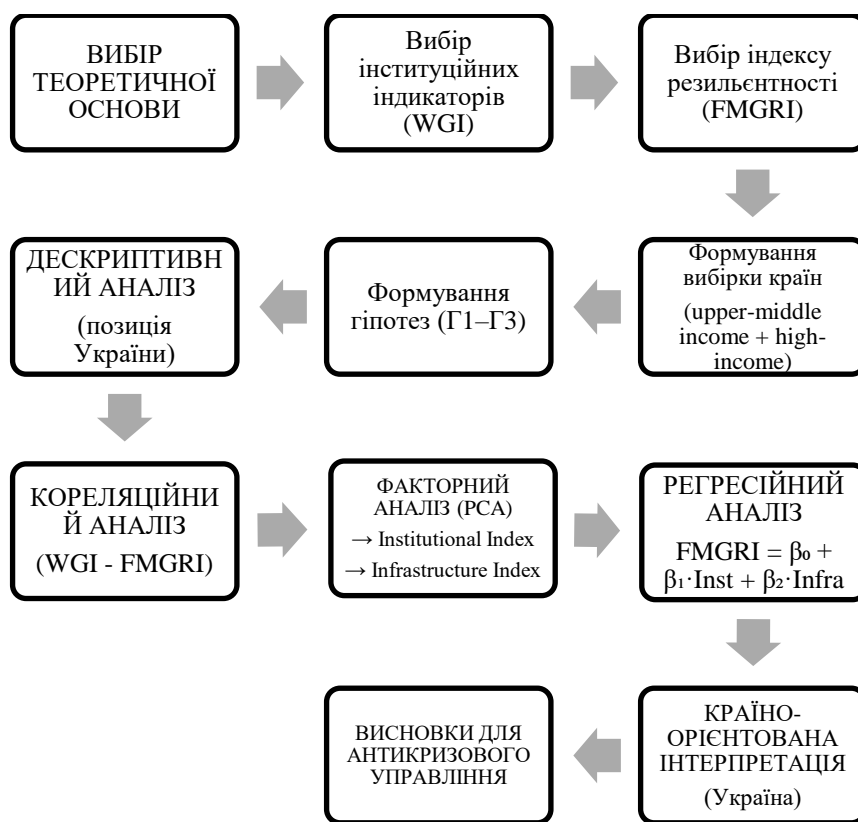 ВИБІР
ТЕОРЕТИЧНОЇ
ОСНОВИ
Вибір
інституційних
індикаторів
(WGI)
Вибір індексу
резильєнтності
(FMGRI)
Формування
вибірки країн
(upper-middle
income + high-
income)
Формування
гіпотез (Г1–Г3)
ДЕСКРИПТИВН
ИЙ АНАЛІЗ
(позиція
України)
КОРЕЛЯЦІЙНИ
Й АНАЛІЗ
(WGI - FMGRI)
ФАКТОРНИЙ
АНАЛІЗ (PCA)
→ Institutional Index
→ Infrastructure Index
РЕГРЕСІЙНИЙ
АНАЛІЗ
FMGRI = β₀ +
β₁·Inst + β₂·Infra
КРАЇНО-
ОРІЄНТОВАНА
ІНТЕРПРЕТАЦІЯ
(Україна)
ВИСНОВКИ ДЛЯ
АНТИКРИЗОВОГО
УПРАВЛІННЯ